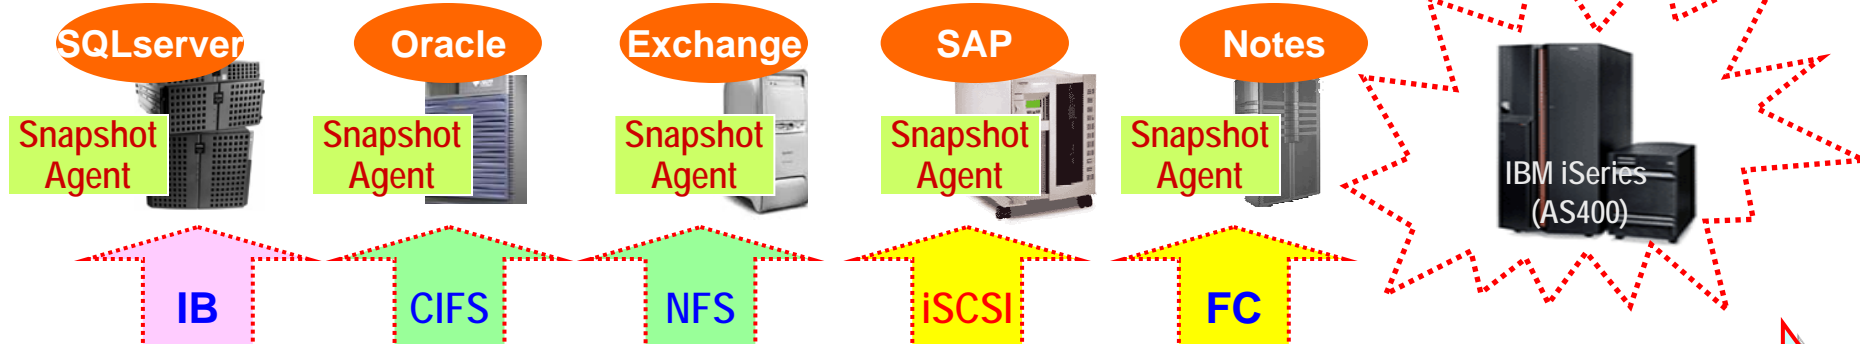 SQLserver
Oracle
Exchange
SAP
Notes
Snapshot
Agent
Snapshot
Agent
Snapshot
Agent
Snapshot
Agent
Snapshot
Agent
IBM iSeries
(AS400)
IB
CIFS
NFS
iSCSI
FC